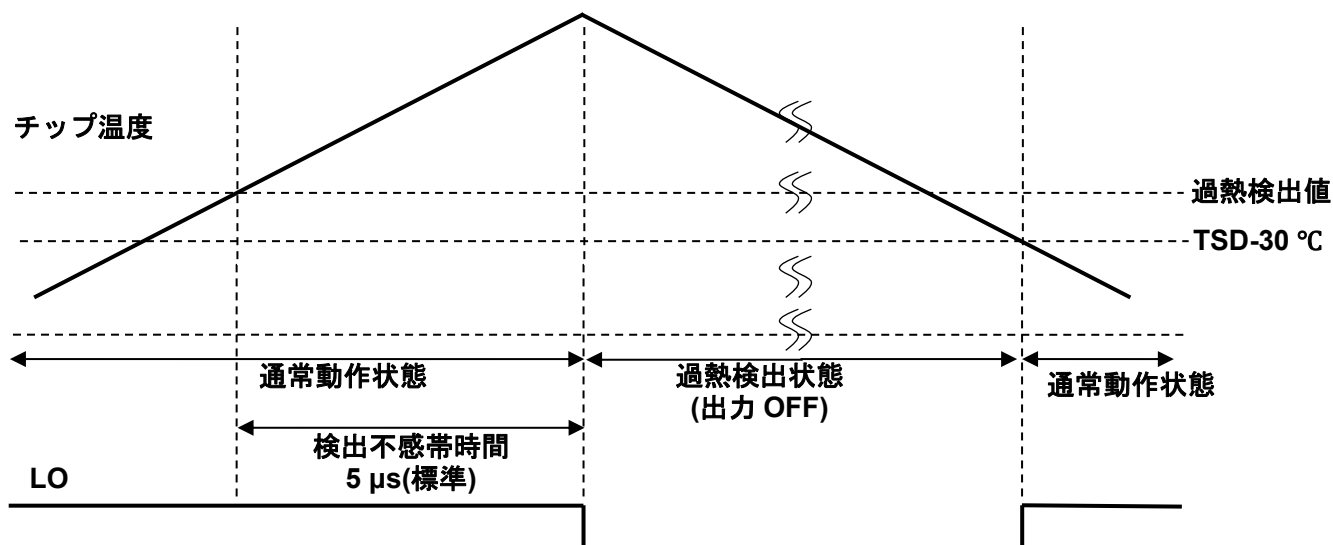 チップ温度
過熱検出値
TSD-30 ℃
通常動作状態
過熱検出状態
(出力 OFF)
通常動作状態
検出不感帯時間
5 μs(標準)
LO